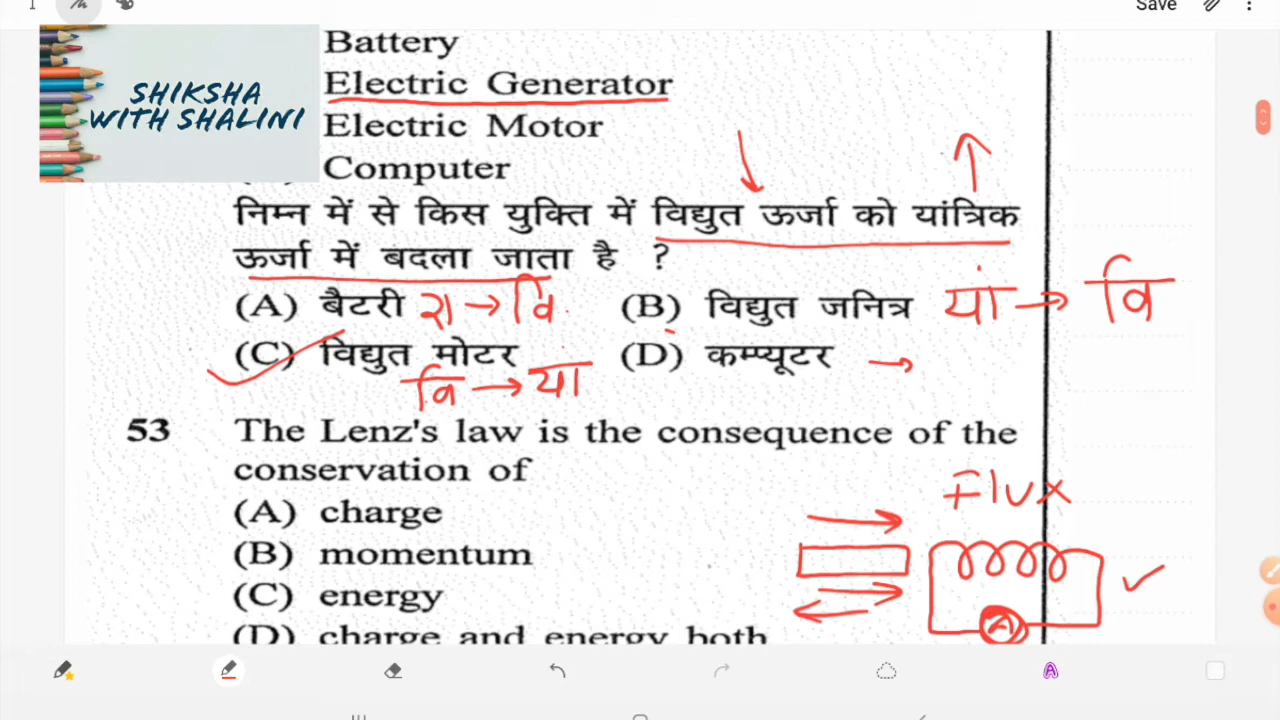 1
Save
SHIKSHA
WITH SHALINI
Battery
Electric Generator
Electric Motor
Computer
निम्न में से किस युक्ति में विद्युत ऊर्जा को यांत्रिक
ऊर्जा में बदला जाता है ?
(A) बैटरी रा → वि
(B) विद्युत जनित्र यां → वि
(C) विद्युत मोटर
(D) कम्प्यूटर →
वि → यां
53 The Lenz's law is the consequence of the
conservation of
Flux
(A) charge
(B) momentum
(C) energy
A
(D) charge and energy both
A